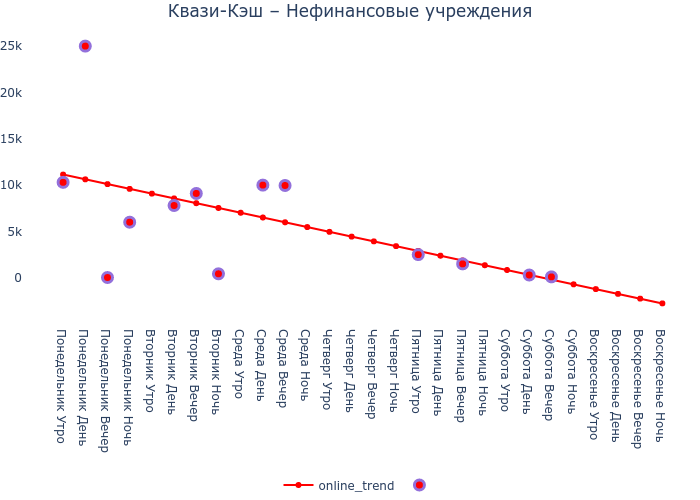 Квази-Кэш – Нефинансовые учреждения
25k
20k
15k
10k
5k
0
Понедельник Утро
Понедельник День
Понедельник Вечер
Понедельник Ночь
Вторник Утро
Вторник День
Вторник Вечер
Вторник Ночь
Среда Утро
Среда День
Среда Вечер
Среда Ночь
Четверг Утро
Четверг День
Четверг Вечер
Четверг Ночь
Пятница Утро
Пятница День
Пятница Вечер
Пятница Ночь
Суббота Утро
Суббота День
Суббота Вечер
Суббота Ночь
Воскресенье Утро
Воскресенье День
Воскресенье Вечер
Воскресенье Ночь
online_trend